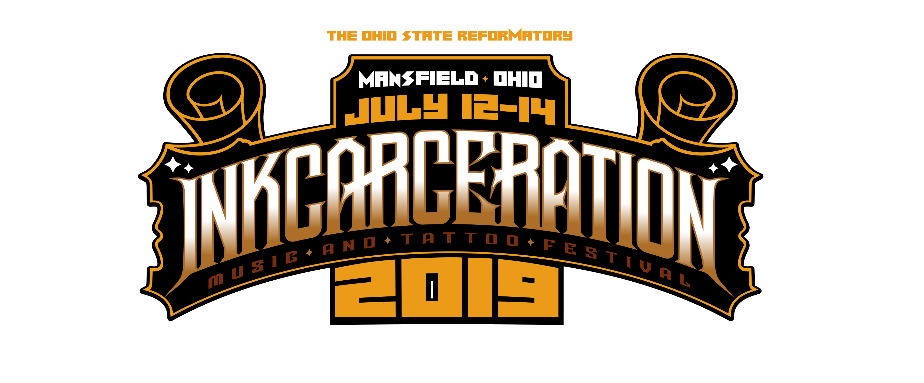 THE OHIO STATE REFORMATORY
MANSFIELD✦OHIO
JULY 12-14
INKCARCERATION
MUSIC✦AND✦TATTOO✦FESTIVAL
2019